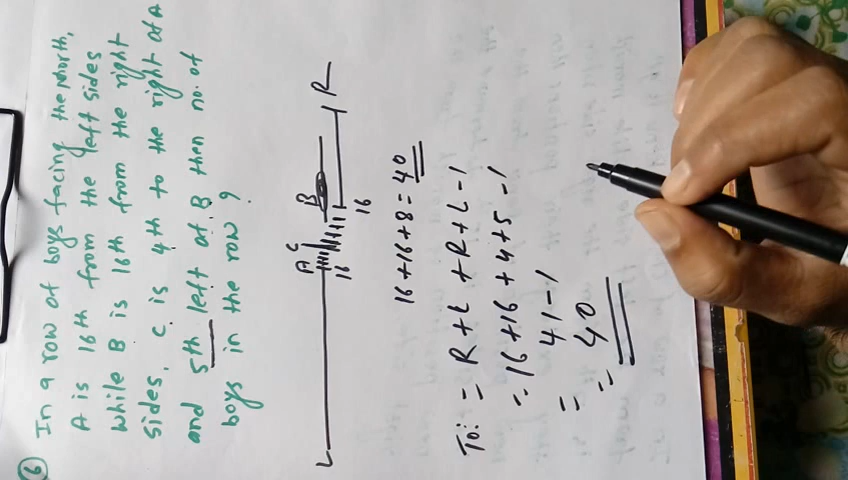 6 In a row of boys facing the North,
A is 16th from the left sides
while B is 16th from the right
sides, C is 4th to the right of A
and 5th left of B then no. of
boys in the row ?
A C B
L R
16 16
16+16+8=40
To: = R+L +R+L-1
= 16+16 +4+5 -1
= 41-1
= 40